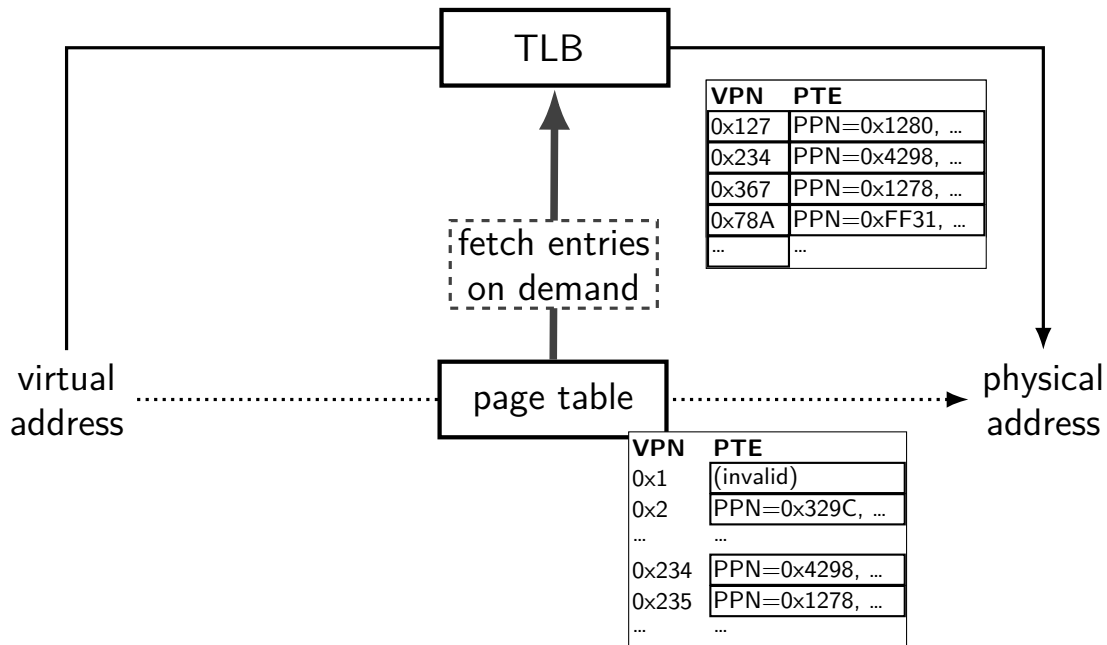 TLB
VPN PTE
0x127 PPN=0x1280, ...
0x234 PPN=0x4298, ...
0x367 PPN=0x1278, ...
0x78A PPN=0xFF31, ...
... ...
fetch entries
on demand
virtual
address
page table
physical
address
VPN PTE
0x1 (invalid)
0x2 PPN=0x329C, ...
... ...
0x234 PPN=0x4298, ...
0x235 PPN=0x1278, ...
... ...